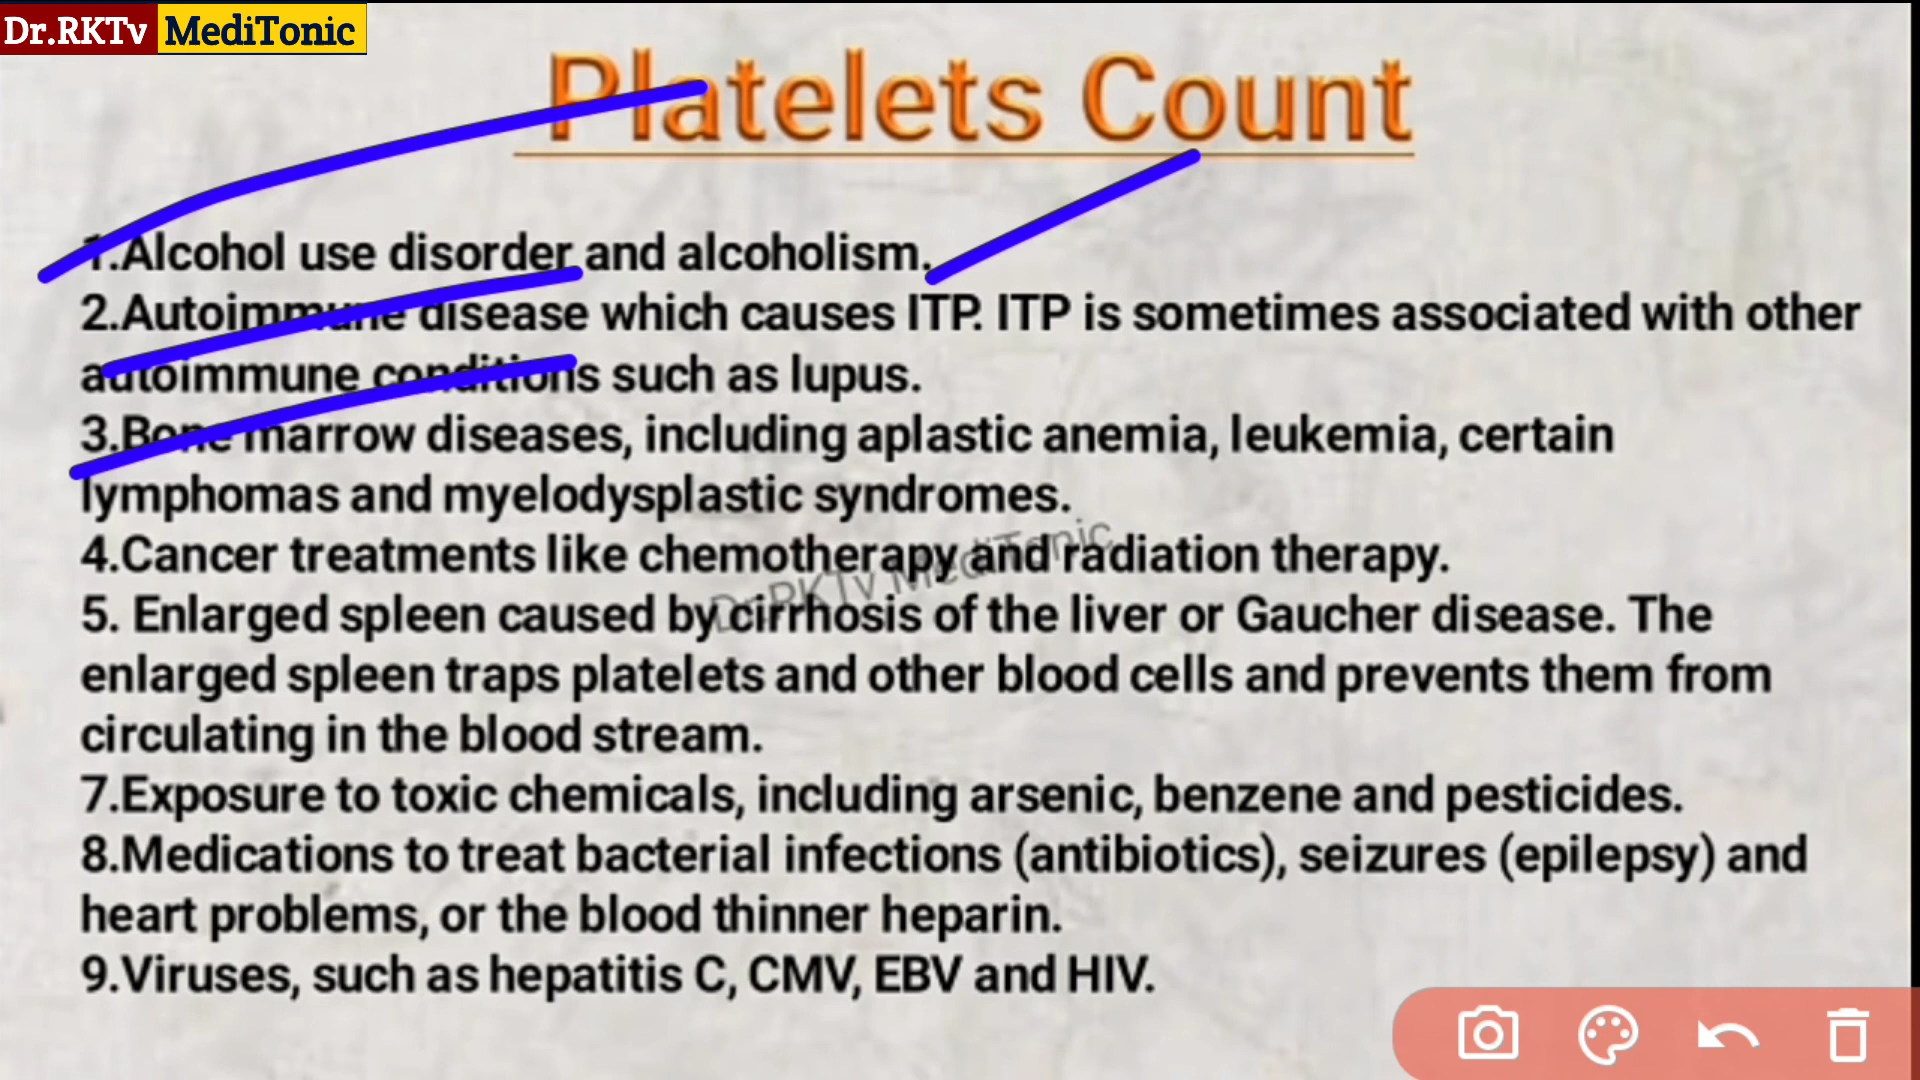 Dr.RKTv MediTonic
Platelets Count
1.Alcohol use disorder and alcoholism.
2.Autoimmune disease which causes ITP. ITP is sometimes associated with other
autoimmune conditions such as lupus.
3.Bone marrow diseases, including aplastic anemia, leukemia, certain
lymphomas and myelodysplastic syndromes.
4.Cancer treatments like chemotherapy and radiation therapy.
Dr.RKTv MediTonic
5. Enlarged spleen caused by cirrhosis of the liver or Gaucher disease. The
enlarged spleen traps platelets and other blood cells and prevents them from
circulating in the blood stream.
7.Exposure to toxic chemicals, including arsenic, benzene and pesticides.
8.Medications to treat bacterial infections (antibiotics), seizures (epilepsy) and
heart problems, or the blood thinner heparin.
9.Viruses, such as hepatitis C, CMV, EBV and HIV.